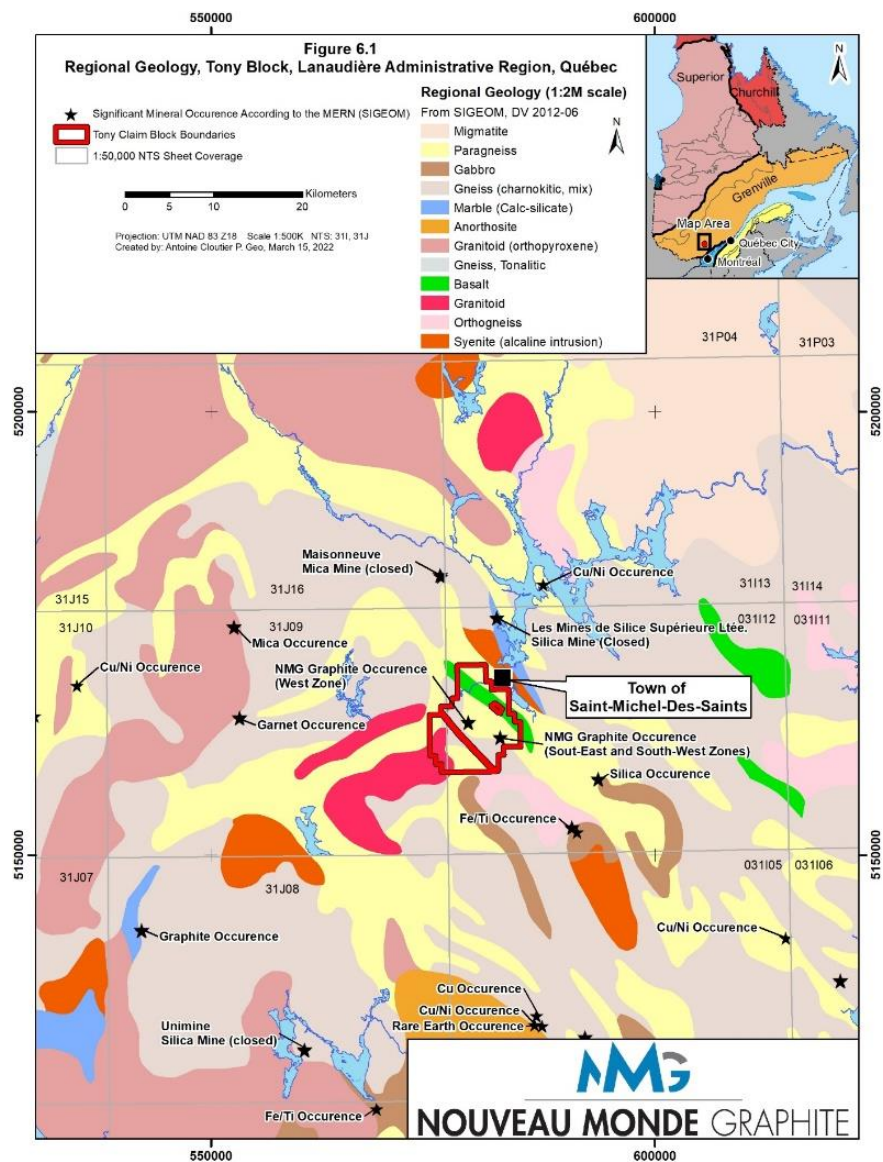 550000
600000
Figure 6.1
Regional Geology, Tony Block, Lanaudière Administrative Region, Québec
Significant Mineral Occurence According to the MERN (SIGEOM)
Tony Claim Block Boundaries
1:50,000 NTS Sheet Coverage
Kilometers
0 5 10 20
Projection: UTM NAD 83 Z18 Scale 1:500K NTS: 31I, 31J
Created by: Antoine Cloutier P. Geo, March 15, 2022
Regional Geology (1:2M scale)
From SIGEOM, DV 2012-06
N
Migmatite
Paragneiss
Gabbro
Gneiss (charnokitic, mix)
Marble (Calc-silicate)
Anorthosite
Granitoid (orthopyroxene)
Gneiss, Tonalitic
Basalt
Granitoid
Orthogneiss
Syenite (alcaline intrusion)
N
Superior
Churchill
Grenville
Map Area
Québec City
Montréal
31P04
31P03
5200000
5200000
Maisonneuve
Mica Mine (closed)
Cu/Ni Occurence
31J15
31J16
31I13
31I14
31J10
31J09
031I12
031I11
Les Mines de Silice Supérieure Ltée.
Silica Mine (Closed)
Mica Occurence
NMG Graphite Occurence
(West Zone)
Cu/Ni Occurence
Town of
Saint-Michel-Des-Saints
Garnet Occurence
NMG Graphite Occurence
(Sout-East and South-West Zones)
Silica Occurence
Fe/Ti Occurence
5150000
5150000
31J07
31J08
031I05
031I06
Graphite Occurence
Cu/Ni Occurence
Cu Occurence
Cu/Ni Occurence
Rare Earth Occurence
Unimine
Silica Mine (closed)
Fe/Ti Occurence
NMG
NOUVEAU MONDE GRAPHITE
550000
600000